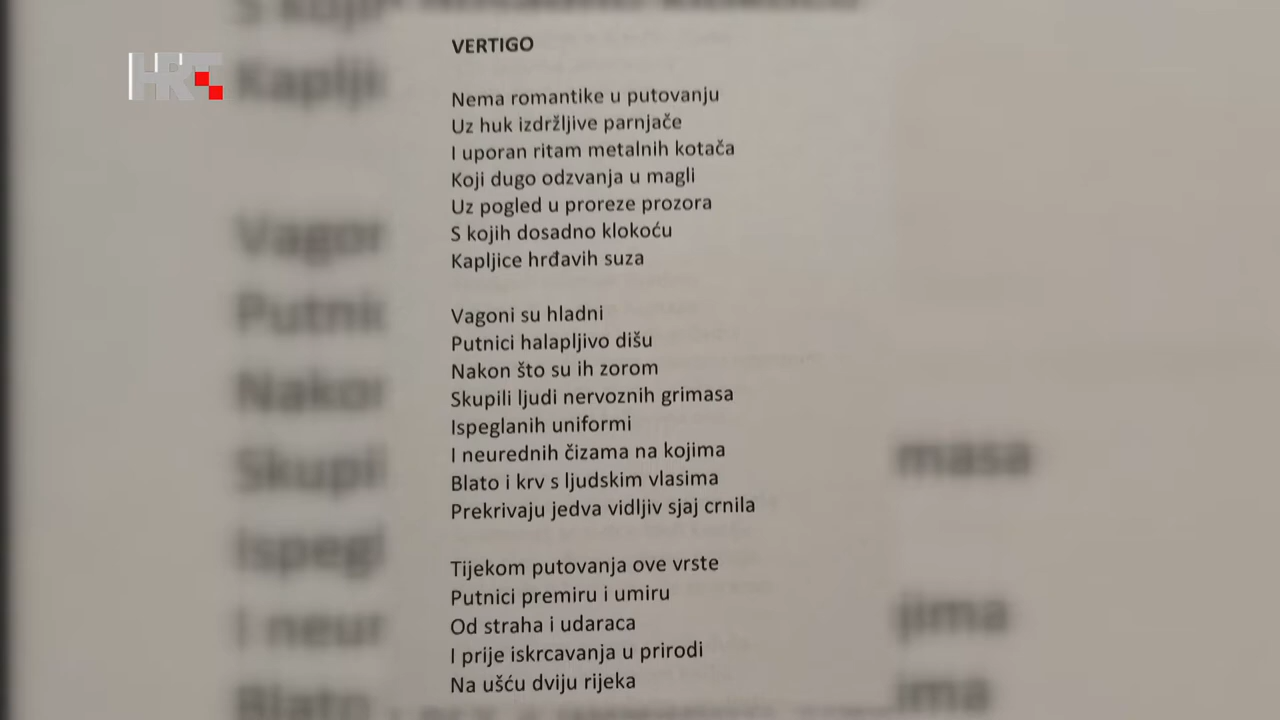 HRT
VERTIGO
Nema romantike u putovanju
Uz huk izdržljive parnjače
I uporan ritam metalnih kotača
Koji dugo odzvanja u magli
Uz pogled u proreze prozora
S kojih dosadno klokoću
Kapljice hrđavih suza
Vagoni su hladni
Putnici halapljivo dišu
Nakon što su ih zorom
Skupili ljudi nervoznih grimasa
Ispeglanih uniformi
I neurednih čizama na kojima
Blato i krv s ljudskim vlasima
Prekrivaju jedva vidljiv sjaj crnila
Tijekom putovanja ove vrste
Putnici premiru i umiru
Od straha i udaraca
I prije iskrcavanja u prirodi
Na ušću dviju rijeka